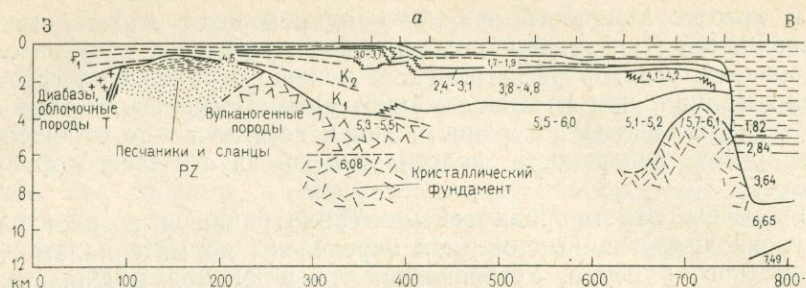 З
а
В
0
2
4
6
8
10
12
P₁
4,5
3,0-3,7
1,7-1,9
4,1-4,2
К₂
2,4-3,1
3,8-4,8
К₁
Диабазы,
обломочные
породы Т
Вулканогенные
породы
Песчаники и сланцы
PZ
5,3-5,5
5,5-6,0
5,1-5,2
5,7-6,1
1,82
2,84
6,08
Кристаллический
фундамент
3,64
6,65
7,49
км 0 100 200 300 400 500 600 700 800